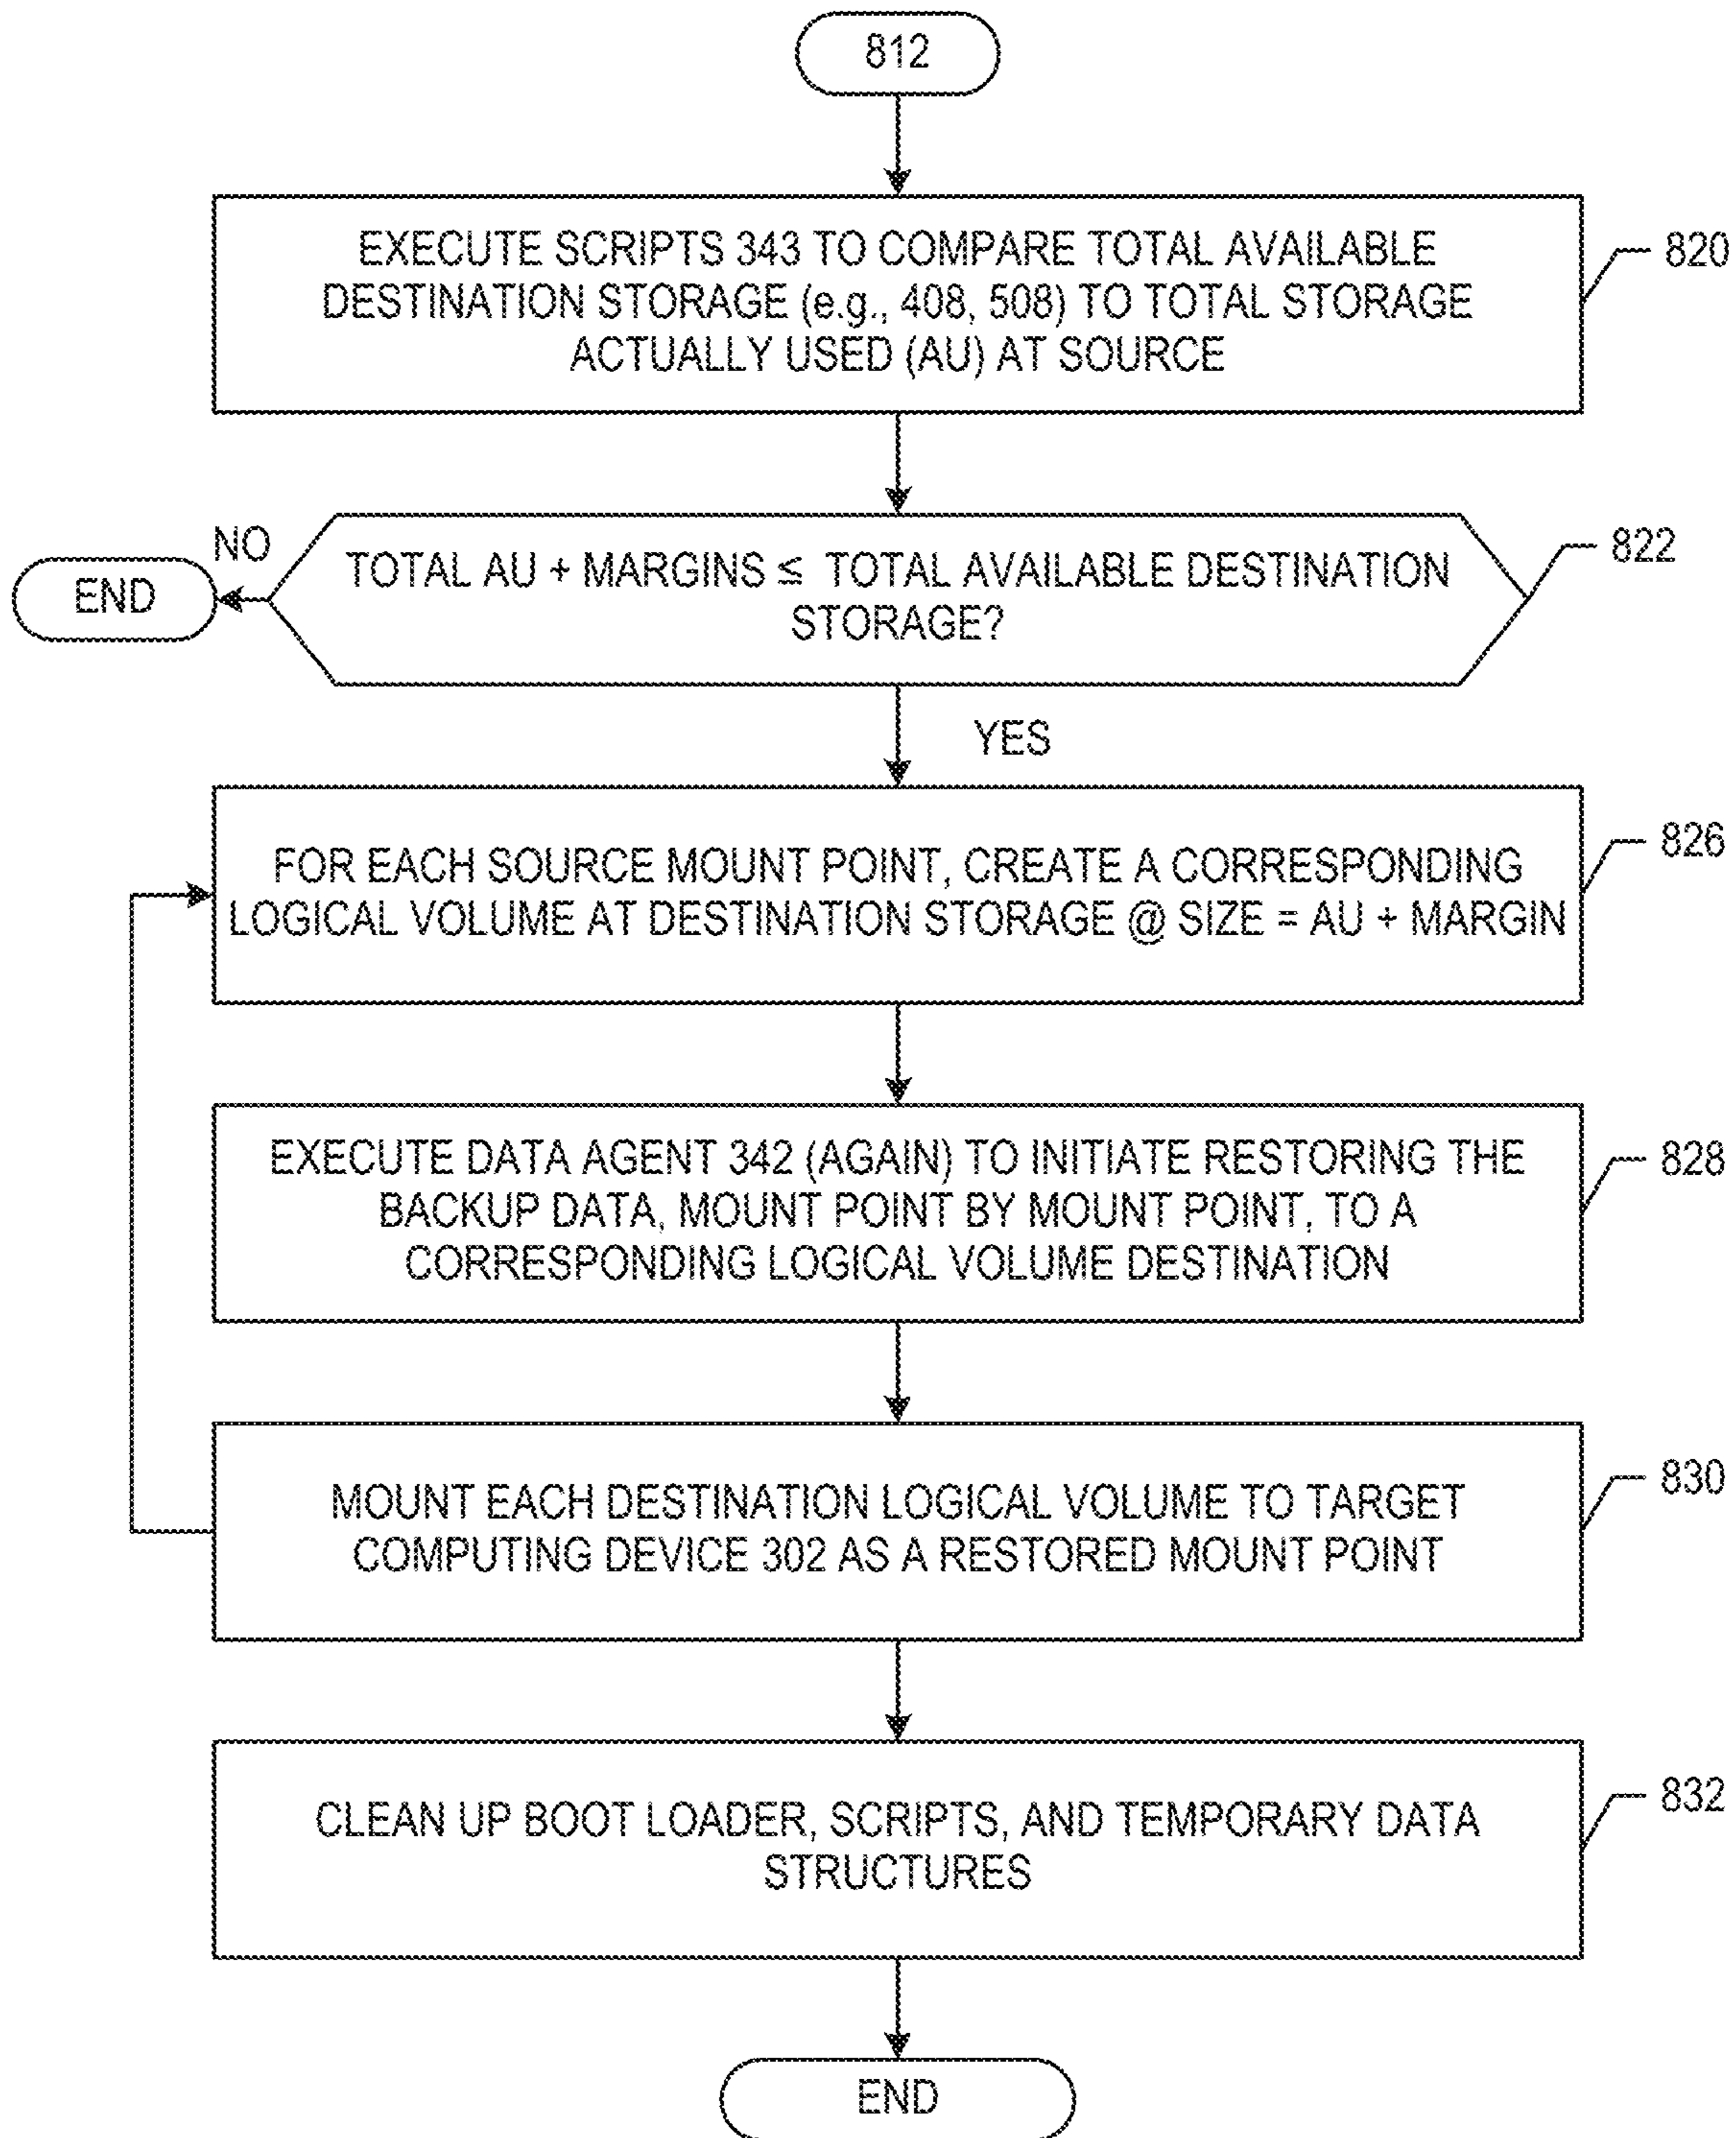 812
EXECUTE SCRIPTS 343 TO COMPARE TOTAL AVAILABLE
DESTINATION STORAGE (e.g., 408, 508) TO TOTAL STORAGE
ACTUALLY USED (AU) AT SOURCE
820
NO
END
TOTAL AU + MARGINS ≤ TOTAL AVAILABLE DESTINATION
STORAGE?
822
YES
FOR EACH SOURCE MOUNT POINT, CREATE A CORRESPONDING
LOGICAL VOLUME AT DESTINATION STORAGE @ SIZE = AU + MARGIN
826
EXECUTE DATA AGENT 342 (AGAIN) TO INITIATE RESTORING THE
BACKUP DATA, MOUNT POINT BY MOUNT POINT, TO A
CORRESPONDING LOGICAL VOLUME DESTINATION
828
MOUNT EACH DESTINATION LOGICAL VOLUME TO TARGET
COMPUTING DEVICE 302 AS A RESTORED MOUNT POINT
830
CLEAN UP BOOT LOADER, SCRIPTS, AND TEMPORARY DATA
STRUCTURES
832
END